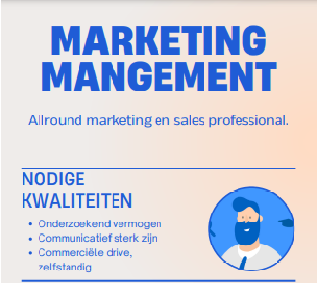 MARKETING
MANGEMENT
Allround marketing en sales professional.
NODIGE
KWALITEITEN
• Onderzoekend vermogen
• Communicatief sterk zijn
• Commerciële drive,
zelfstandig